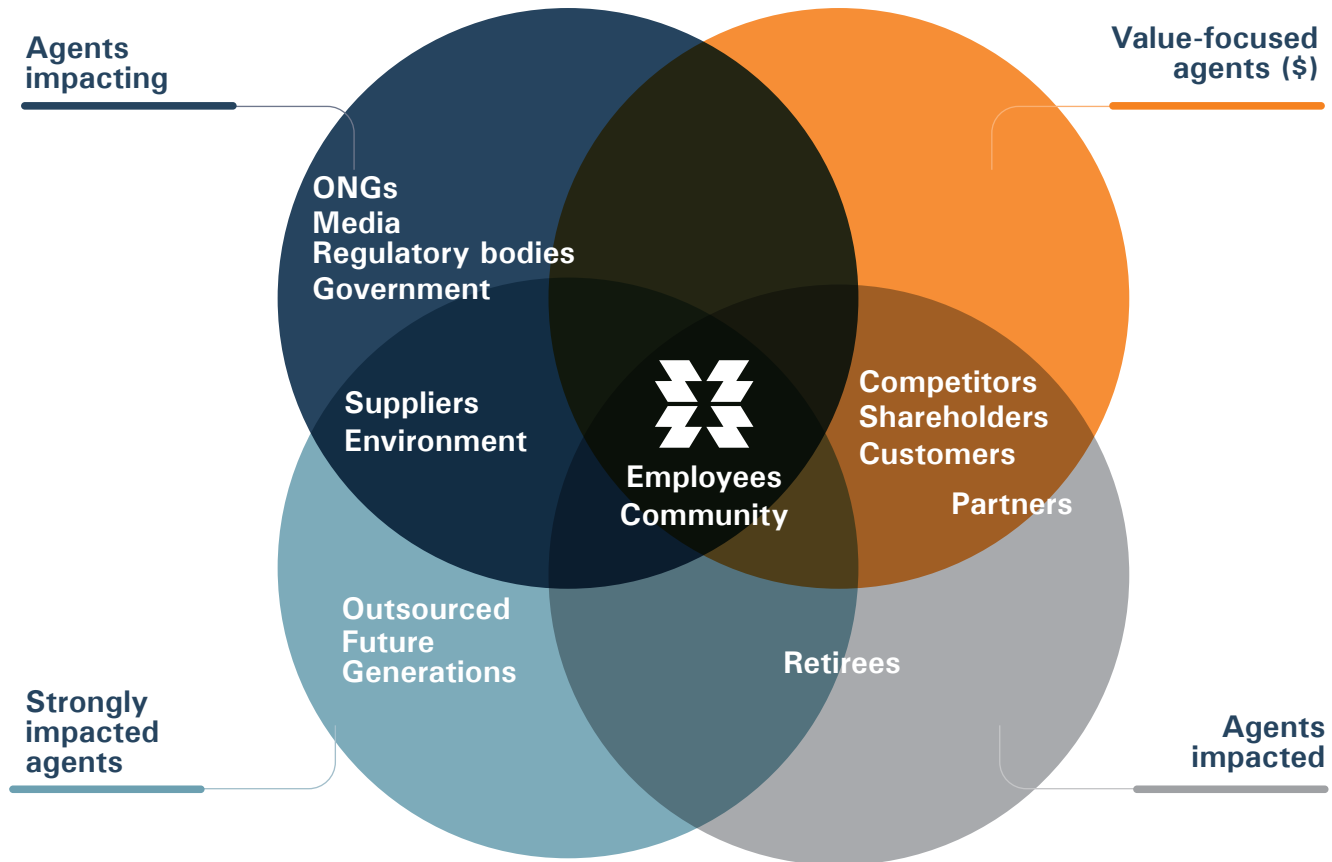 Agents
impacting
Value-focused
agents ($)
ONGs
Media
Regulatory bodies
Government
Suppliers
Environment
Competitors
Shareholders
Customers
Partners
Employees
Community
Outsourced
Future
Generations
Retirees
Strongly
impacted
agents
Agents
impacted